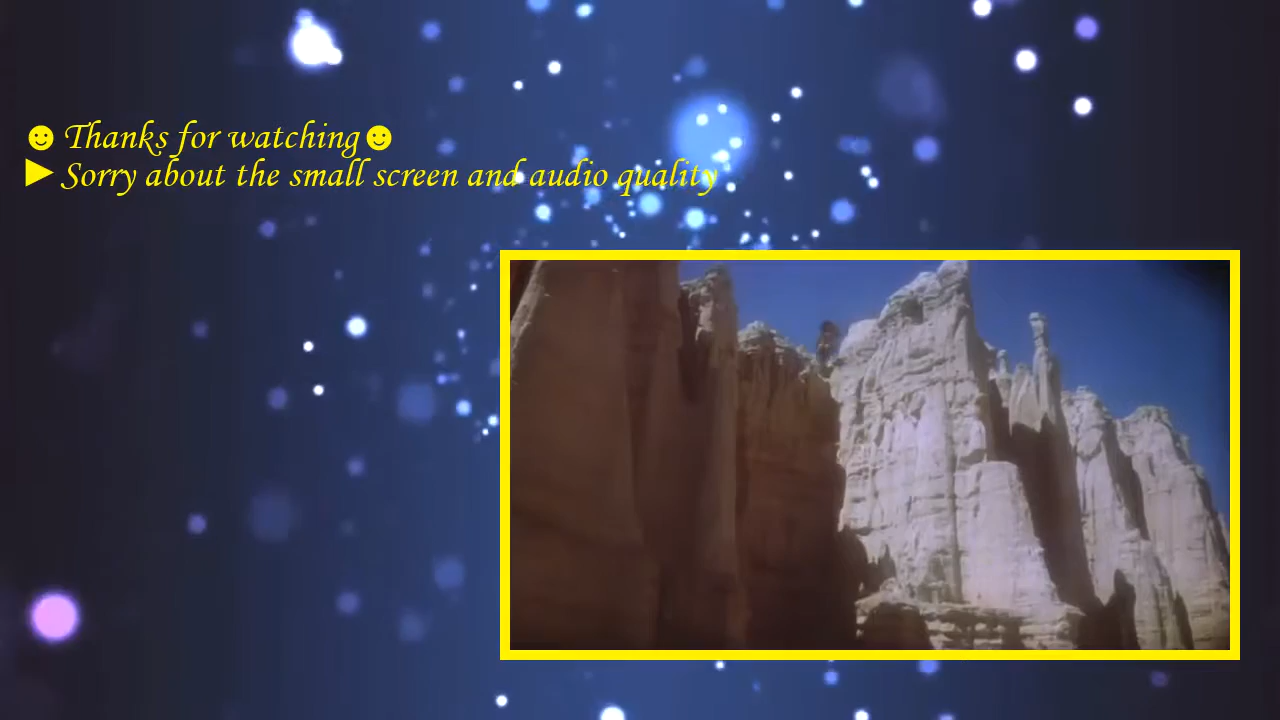 ☻Thanks for watching☻
►Sorry about the small screen and audio quality